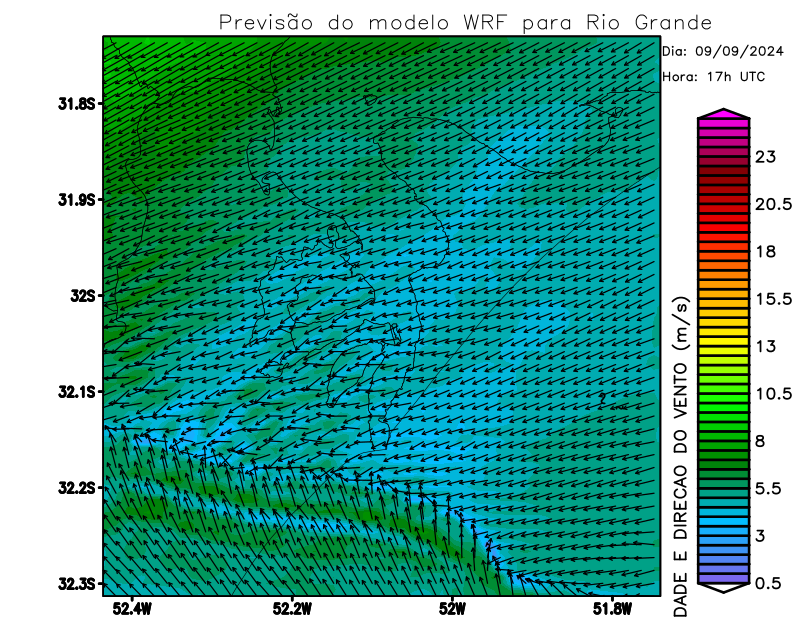 Previsão do modelo WRF para Rio Grande
Dia: 09/09/2024
Hora: 17h UTC
31.8S
31.9S
32S
32.1S
32.2S
32.3S
52.4W
52.2W
52W
51.8W
23
20.5
18
15.5
13
10.5
8
5.5
3
0.5
DADE E DIRECAO DO VENTO (m/s)